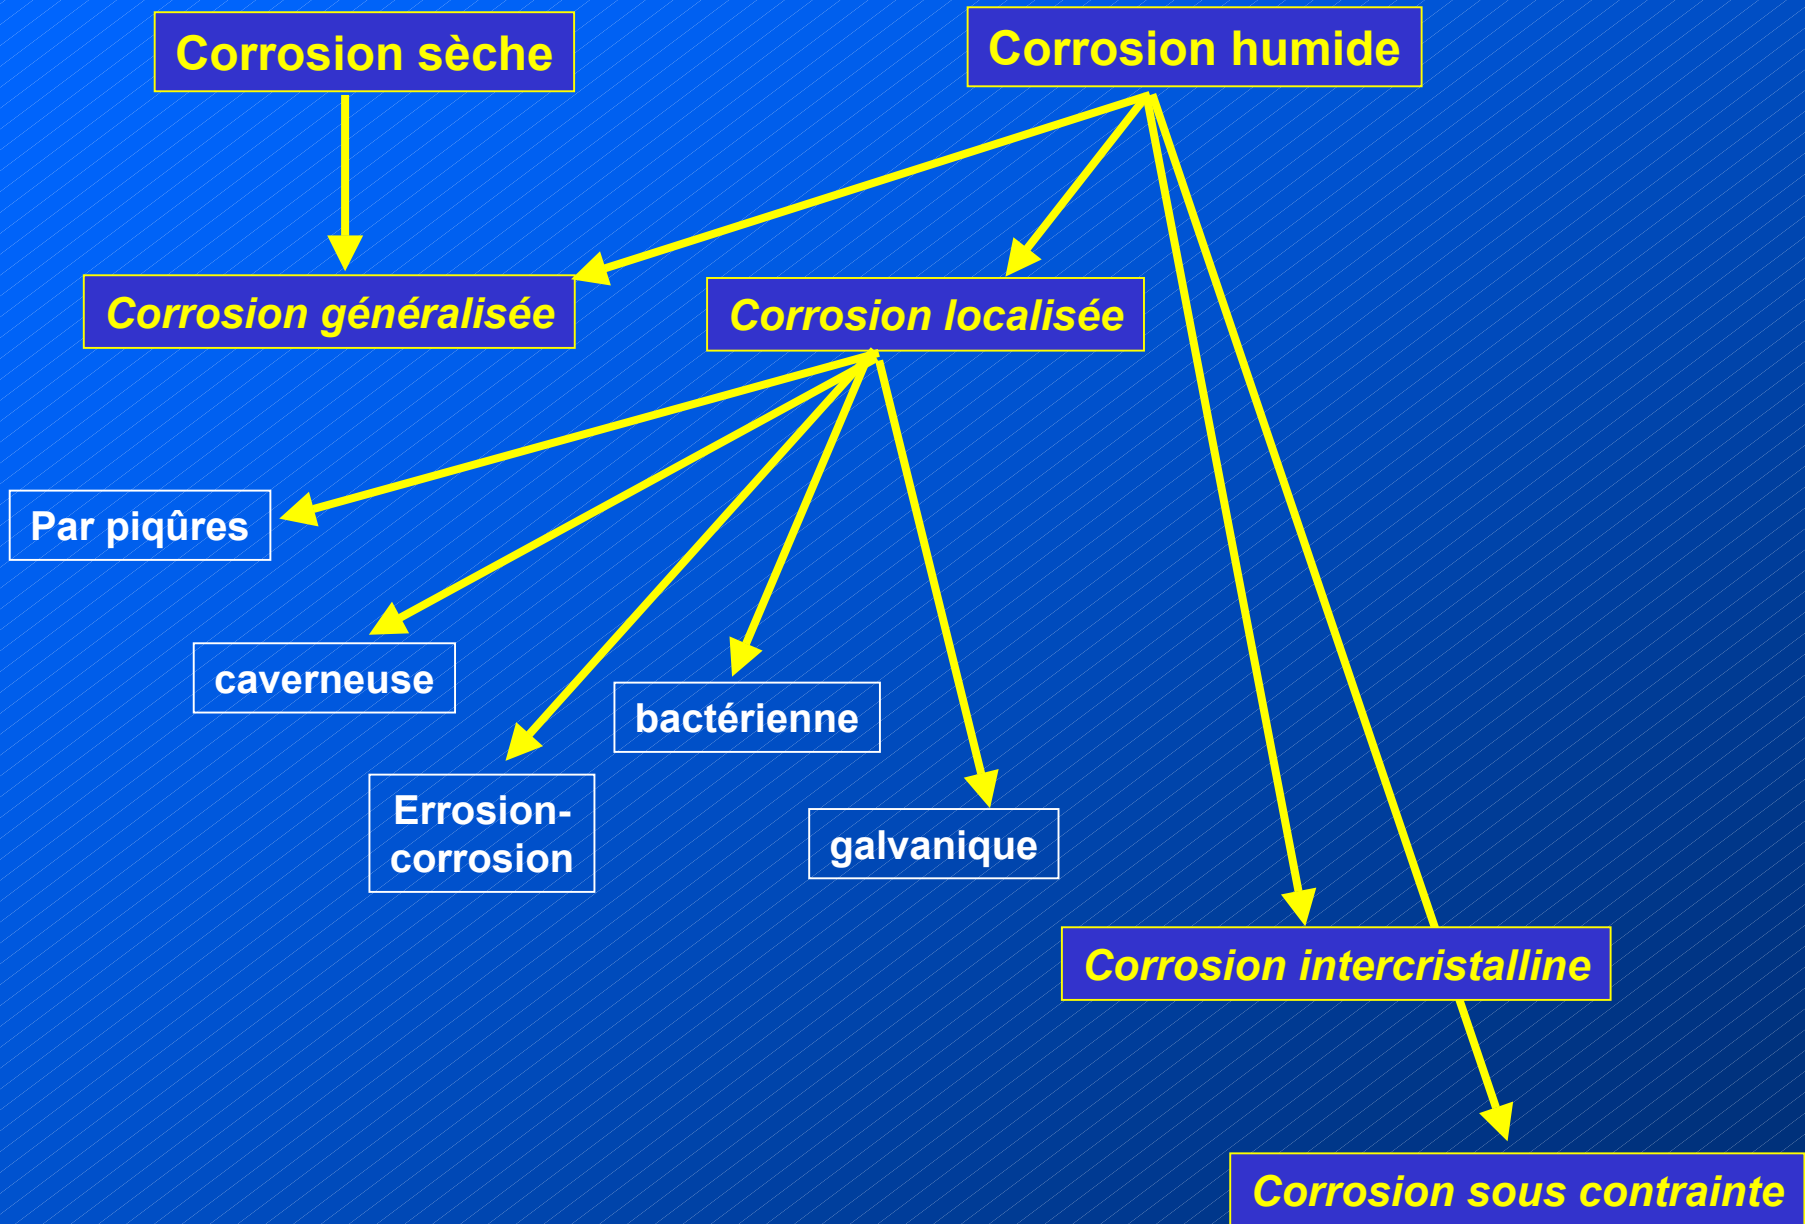 Corrosion sèche
Corrosion humide
Corrosion généralisée
Corrosion localisée
Par piqûres
caverneuse
bactérienne
Errosion-
corrosion
galvanique
Corrosion intercristalline
Corrosion sous contrainte